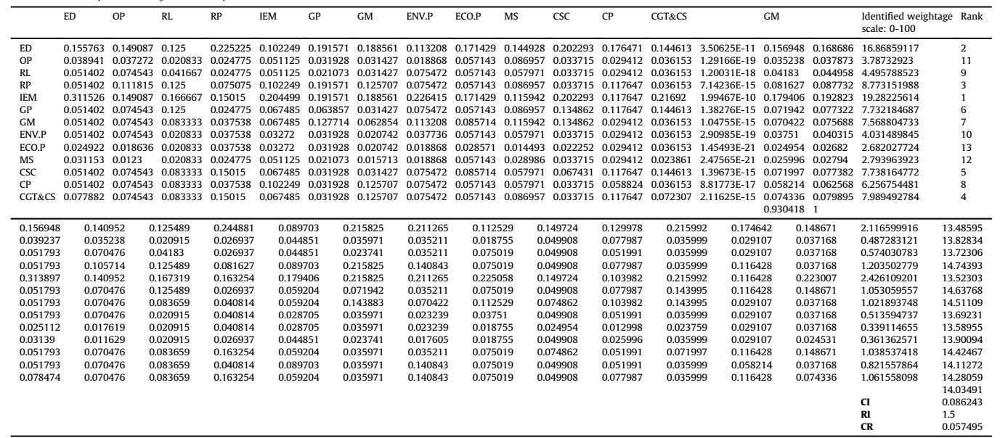 ED OP RL RP IEM GP GM ENV.P ECO.P MS CSC CP CGT&CS GM Identified weightage Rank
scale: 0-100
ED 0.155763 0.149087 0.125 0.225225 0.102249 0.191571 0.188561 0.113208 0.171429 0.144928 0.202293 0.176471 0.144613 3.50625E-11 0.156948 0.168686 16.86859117 2
OP 0.038941 0.037272 0.020833 0.024775 0.051125 0.031928 0.031427 0.018868 0.057143 0.086957 0.033715 0.029412 0.036153 1.29166E-19 0.035238 0.037873 3.78732923 11
RL 0.051402 0.074543 0.041667 0.024775 0.051125 0.021073 0.031427 0.075472 0.057143 0.057971 0.033715 0.029412 0.036153 1.20031E-18 0.04183 0.044958 4.495788523 9
RP 0.051402 0.111815 0.125 0.075075 0.102249 0.191571 0.125707 0.075472 0.057143 0.086957 0.033715 0.117647 0.036153 7.14236E-15 0.081627 0.087732 8.773151988 3
IEM 0.311526 0.149087 0.166667 0.15015 0.204499 0.191571 0.188561 0.226415 0.171429 0.115942 0.202293 0.117647 0.21692 1.99467E-10 0.179406 0.192823 19.28225614 1
GP 0.051402 0.074543 0.125 0.024775 0.067485 0.063857 0.031427 0.075472 0.057143 0.086957 0.134862 0.117647 0.144613 1.38276E-15 0.071942 0.077322 7.732184687 6
GM 0.051402 0.074543 0.083333 0.037538 0.067485 0.127714 0.062854 0.113208 0.085714 0.115942 0.134862 0.029412 0.036153 1.04755E-15 0.070422 0.075688 7.568804733 7
ENV.P 0.051402 0.074543 0.020833 0.037538 0.03272 0.031928 0.020742 0.037736 0.057143 0.057971 0.033715 0.029412 0.036153 2.90985E-19 0.03751 0.040315 4.031489845 10
ECO.P 0.024922 0.018636 0.020833 0.037538 0.03272 0.031928 0.020742 0.018868 0.028571 0.014493 0.022252 0.029412 0.036153 1.45493E-21 0.024954 0.02682 2.682027724 13
MS 0.031153 0.0123 0.020833 0.024775 0.051125 0.021073 0.015713 0.018868 0.057143 0.028986 0.033715 0.029412 0.023861 2.47565E-21 0.025996 0.02794 2.793963923 12
CSC 0.051402 0.074543 0.083333 0.15015 0.067485 0.031928 0.031427 0.075472 0.085714 0.057971 0.067431 0.117647 0.144613 1.39673E-15 0.071997 0.077382 7.738164772 5
CP 0.051402 0.074543 0.083333 0.037538 0.102249 0.031928 0.125707 0.075472 0.057143 0.057971 0.033715 0.058824 0.036153 8.81773E-17 0.058214 0.062568 6.256754481 8
CGT&CS 0.077882 0.074543 0.083333 0.15015 0.067485 0.031928 0.125707 0.075472 0.057143 0.086957 0.033715 0.117647 0.072307 2.11625E-15 0.074336 0.079895 7.989492784 4
0.930418 1
0.156948 0.140952 0.125489 0.244881 0.089703 0.215825 0.211265 0.112529 0.149724 0.129978 0.215992 0.174642 0.148671 2.116599916 13.48595
0.039237 0.035238 0.020915 0.026937 0.044851 0.035971 0.035211 0.018755 0.049908 0.077987 0.035999 0.029107 0.037168 0.487283121 13.82834
0.051793 0.070476 0.04183 0.026937 0.044851 0.023741 0.035211 0.075019 0.049908 0.051991 0.035999 0.029107 0.037168 0.574030783 13.72306
0.051793 0.105714 0.125489 0.081627 0.089703 0.215825 0.140843 0.075019 0.049908 0.077987 0.035999 0.116428 0.037168 1.203502779 14.74393
0.313897 0.140952 0.167319 0.163254 0.179406 0.215825 0.211265 0.225058 0.149724 0.103982 0.215992 0.116428 0.223007 2.426109201 13.52303
0.051793 0.070476 0.125489 0.026937 0.059204 0.071942 0.035211 0.075019 0.049908 0.077987 0.143995 0.116428 0.148671 1.053059557 14.63768
0.051793 0.070476 0.083659 0.040814 0.059204 0.143883 0.070422 0.112529 0.074862 0.103982 0.143995 0.029107 0.037168 1.021893748 14.51109
0.051793 0.070476 0.020915 0.040814 0.028705 0.035971 0.023239 0.03751 0.049908 0.051991 0.035999 0.029107 0.037168 0.513594737 13.69231
0.025112 0.017619 0.020915 0.040814 0.028705 0.035971 0.023239 0.018755 0.024954 0.012998 0.023759 0.029107 0.037168 0.339114655 13.58955
0.03139 0.011629 0.020915 0.026937 0.044851 0.023741 0.017605 0.018755 0.049908 0.025996 0.035999 0.029107 0.024531 0.361362571 13.90094
0.051793 0.070476 0.083659 0.163254 0.059204 0.035971 0.035211 0.075019 0.074862 0.051991 0.071997 0.116428 0.148671 1.038537418 14.42467
0.051793 0.070476 0.083659 0.040814 0.089703 0.035971 0.140843 0.075019 0.049908 0.051991 0.035999 0.058214 0.037168 0.821557864 14.11272
0.078474 0.070476 0.083659 0.163254 0.059204 0.035971 0.140843 0.075019 0.049908 0.077987 0.035999 0.116428 0.074336 1.061558098 14.28059
14.03491
CI 0.086243
RI 1.5
CR 0.057495